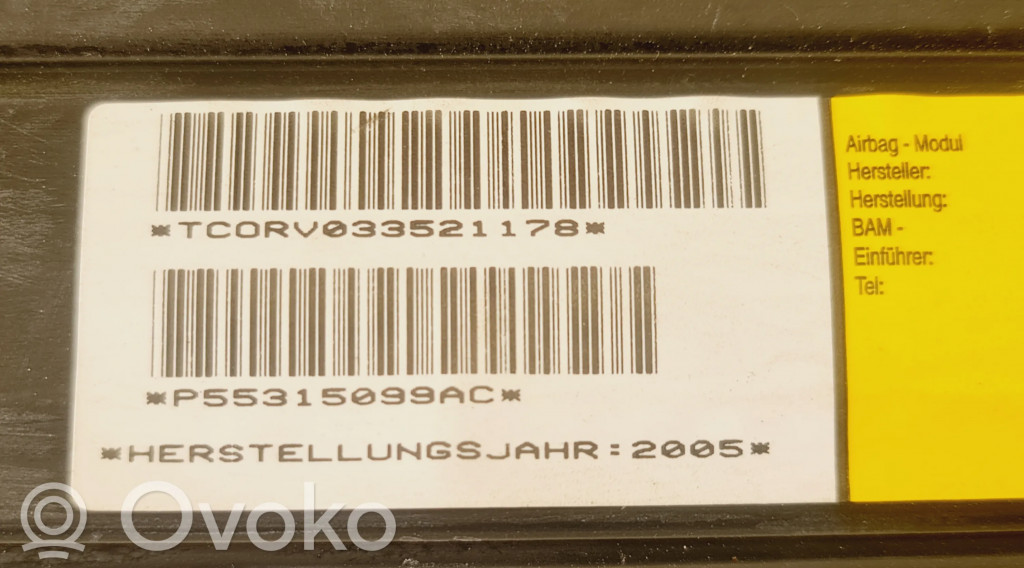 *TCORV033521178*
*P55315099AC*
*HERSTELLUNGSJAHR:2005*
Airbag - Modul
Hersteller:
Herstellung:
BAM -
Einführer:
Tel:
Ovoko